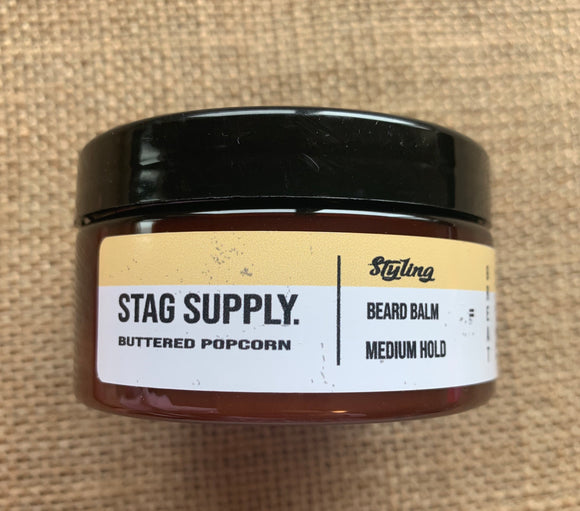 STAG SUPPLY.
BUTTERED POPCORN
Styling
BEARD BALM
MEDIUM HOLD